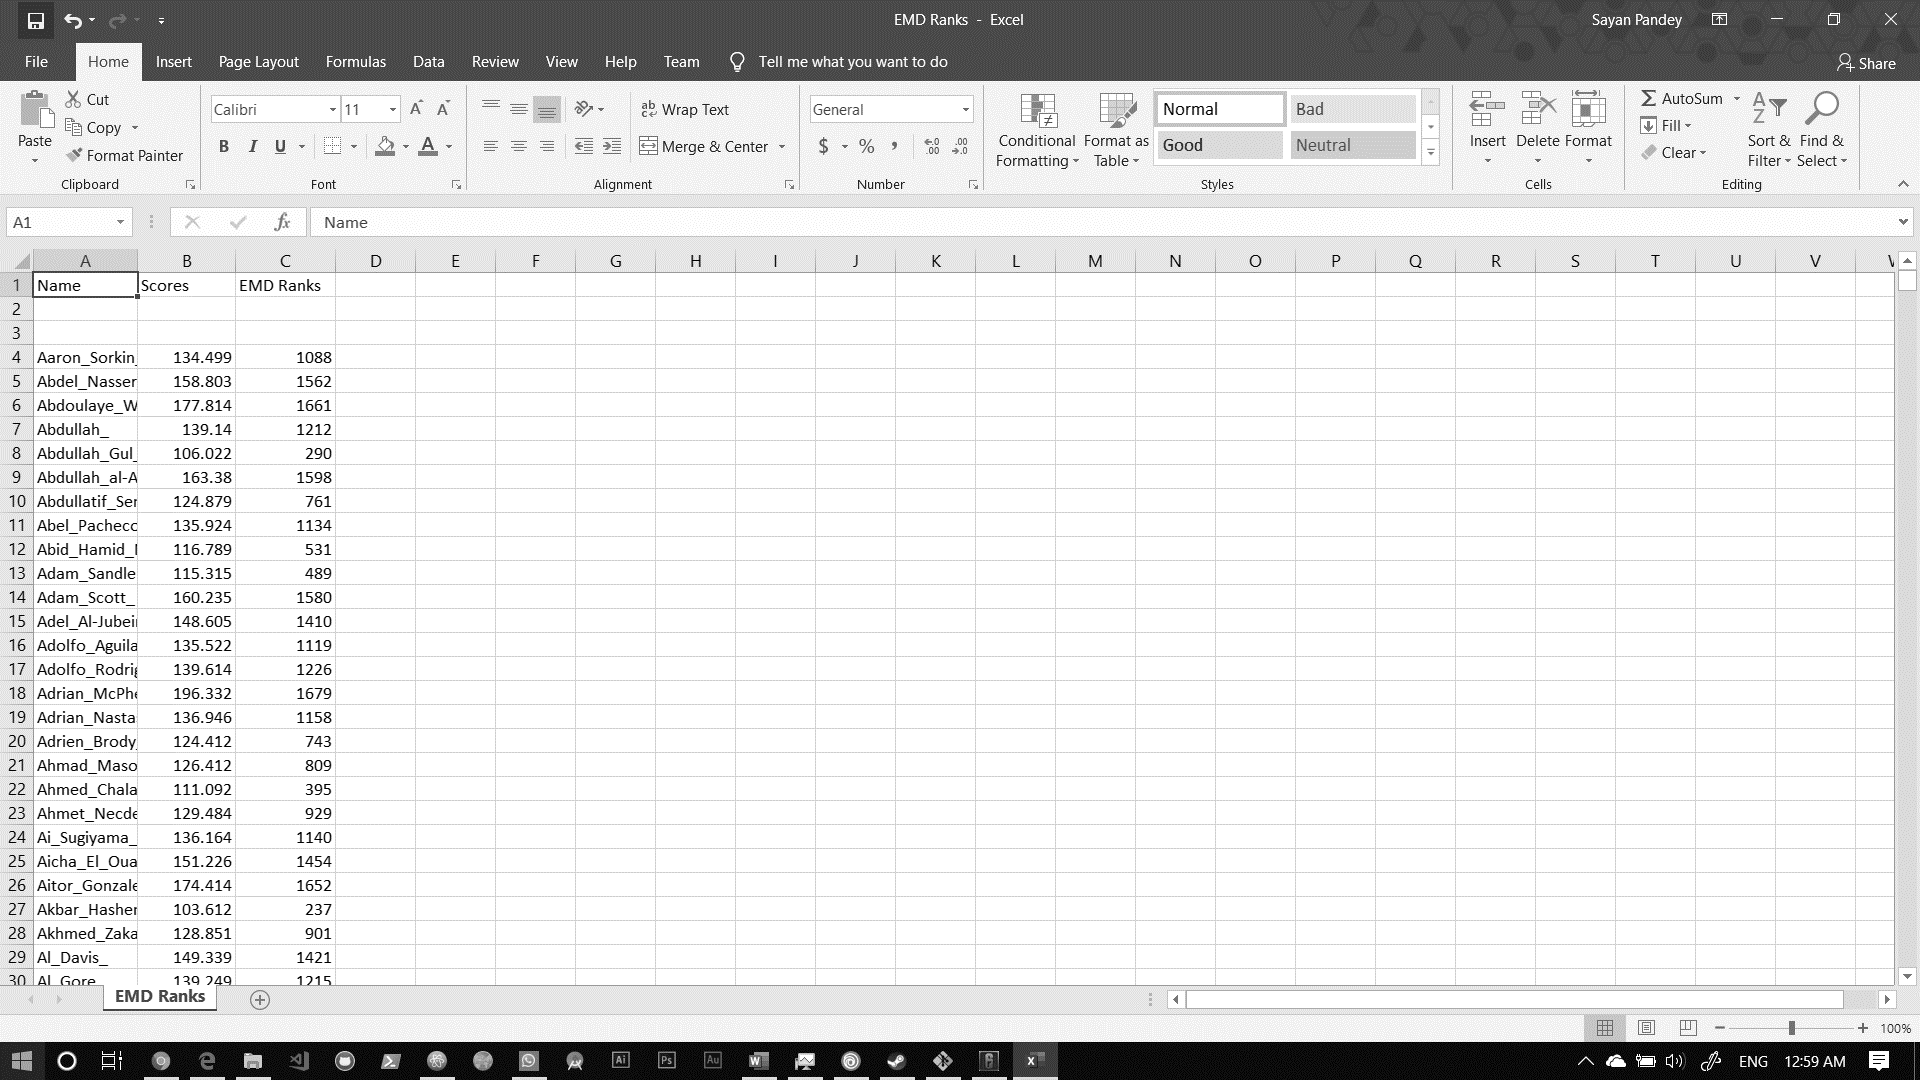 EMD Ranks - Excel
Sayan Pandey
File Home Insert Page Layout Formulas Data Review View Help Team Tell me what you want to do Share
Paste
Cut
Copy
Format Painter
Clipboard
Calibri 11
B I U A
Font
Wrap Text
Merge & Center
Alignment
General
$ % ,
Number
Conditional Formatting
Format as Table
Normal Bad
Good Neutral
Styles
Insert Delete Format
Cells
AutoSum
Fill
Clear
Sort & Filter
Find & Select
Editing
A1 fx Name
A B C D E F G H I J K L M N O P Q R S T U V
1 Name Scores EMD Ranks
2
3
4 Aaron_Sorkin_ 134.499 1088
5 Abdel_Nasser 158.803 1562
6 Abdoulaye_W 177.814 1661
7 Abdullah_ 139.14 1212
8 Abdullah_Gul_ 106.022 290
9 Abdullah_al-A 163.38 1598
10 Abdullatif_Ser 124.879 761
11 Abel_Pacheco 135.924 1134
12 Abid_Hamid_ 116.789 531
13 Adam_Sandle 115.315 489
14 Adam_Scott_ 160.235 1580
15 Adel_Al-Jubei 148.605 1410
16 Adolfo_Aguila 135.522 1119
17 Adolfo_Rodrig 139.614 1226
18 Adrian_McPhe 196.332 1679
19 Adrian_Nasta 136.946 1158
20 Adrien_Brody_ 124.412 743
21 Ahmad_Maso 126.412 809
22 Ahmed_Chala 111.092 395
23 Ahmet_Necde 129.484 929
24 Ai_Sugiyama_ 136.164 1140
25 Aicha_El_Oua 151.226 1454
26 Aitor_Gonzale 174.414 1652
27 Akbar_Hasher 103.612 237
28 Akhmed_Zaka 128.851 901
29 Al_Davis_ 149.339 1421
30 Al_Gore_ 139.249 1215
EMD Ranks
100%
ENG 12:59 AM